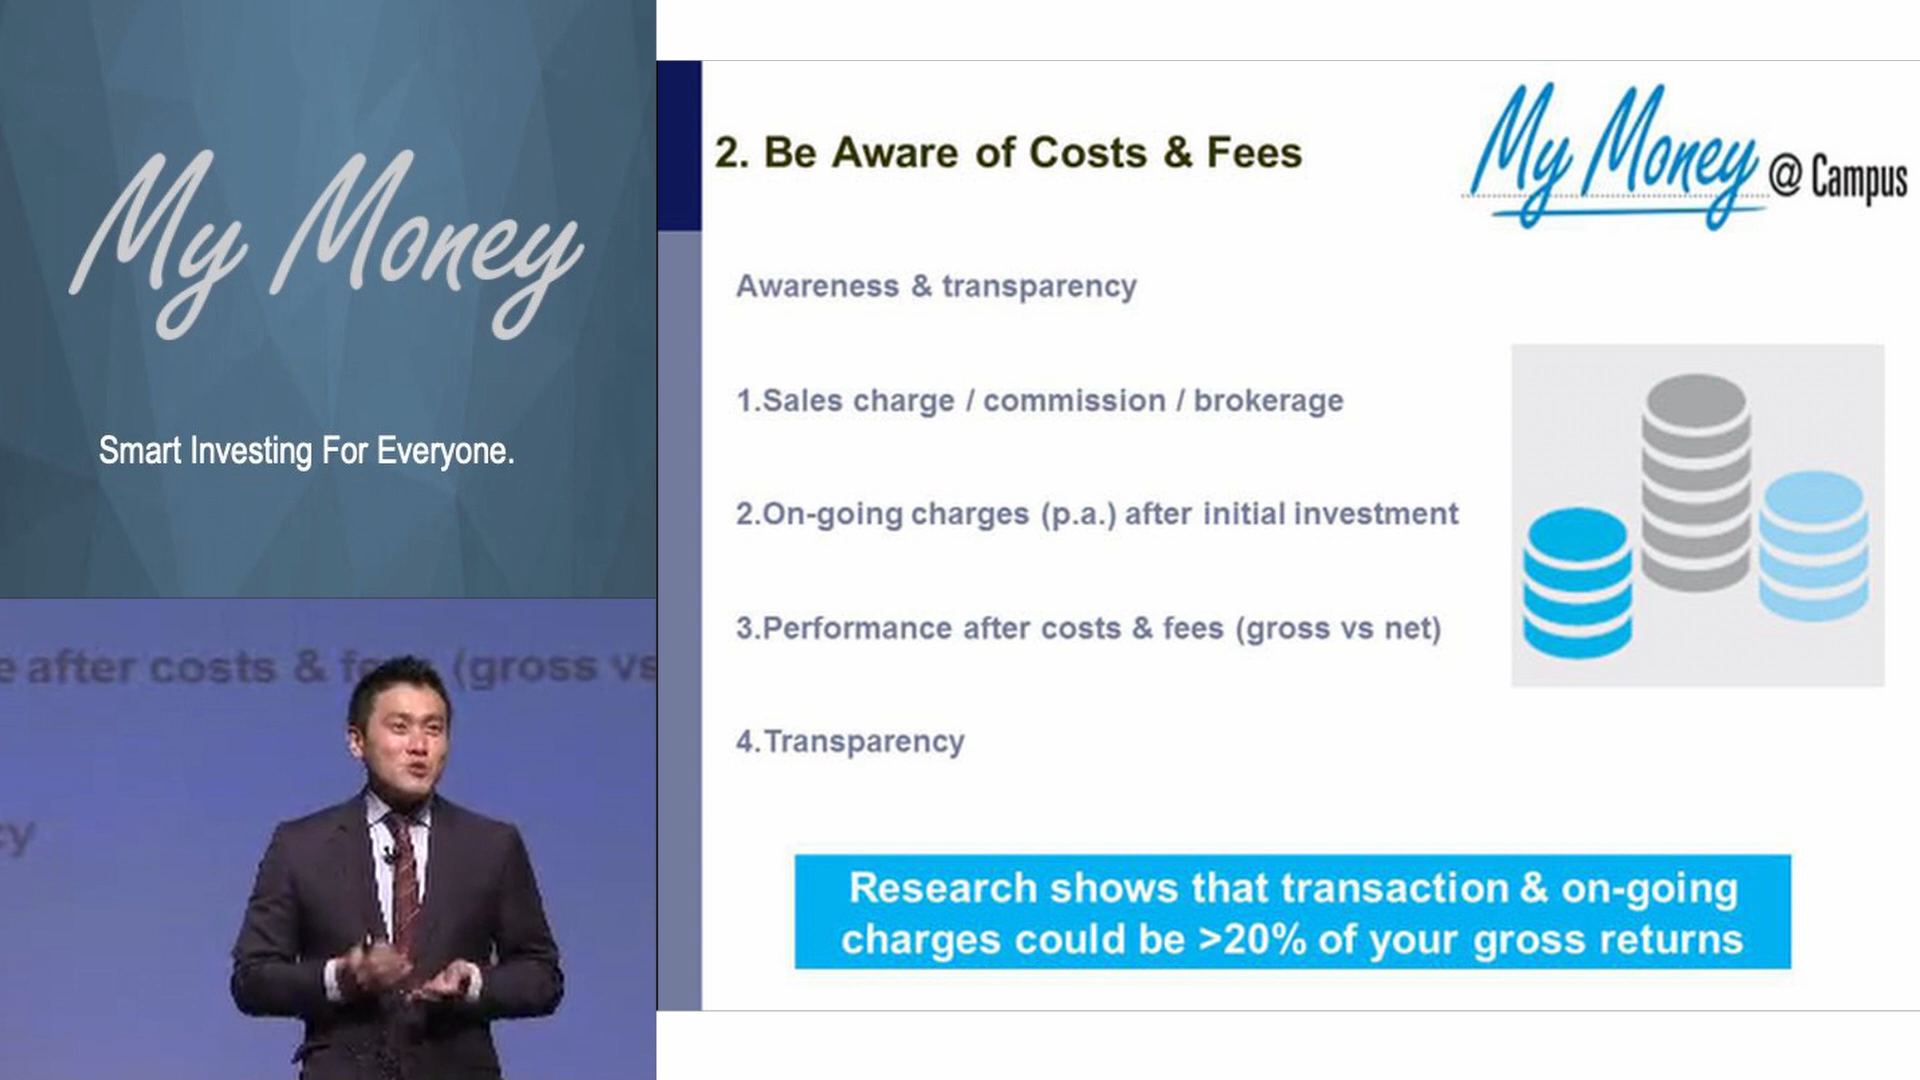 My Money
Smart Investing For Everyone.
e after costs & fe (gross vs
cy
2. Be Aware of Costs & Fees
My Money @ Campus
Awareness & transparency
1.Sales charge / commission / brokerage
2.On-going charges (p.a.) after initial investment
3.Performance after costs & fees (gross vs net)
4.Transparency
Research shows that transaction & on-going
charges could be >20% of your gross returns